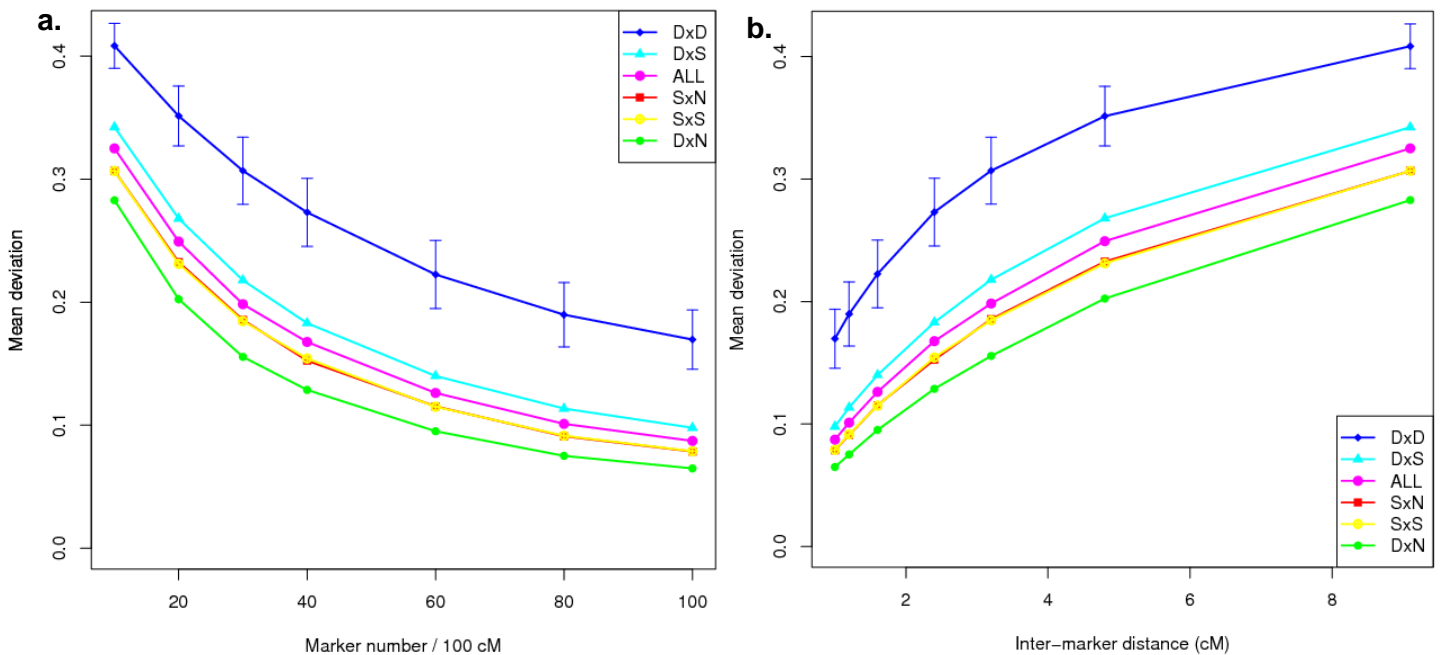 a.
DxD
DxS
ALL
SxN
SxS
DxN
Mean deviation
0.0
0.1
0.2
0.3
0.4
20
40
60
80
100
Marker number / 100 cM
b.
Mean deviation
0.0
0.1
0.2
0.3
0.4
DxD
DxS
ALL
SxN
SxS
DxN
2
4
6
8
Inter−marker distance (cM)